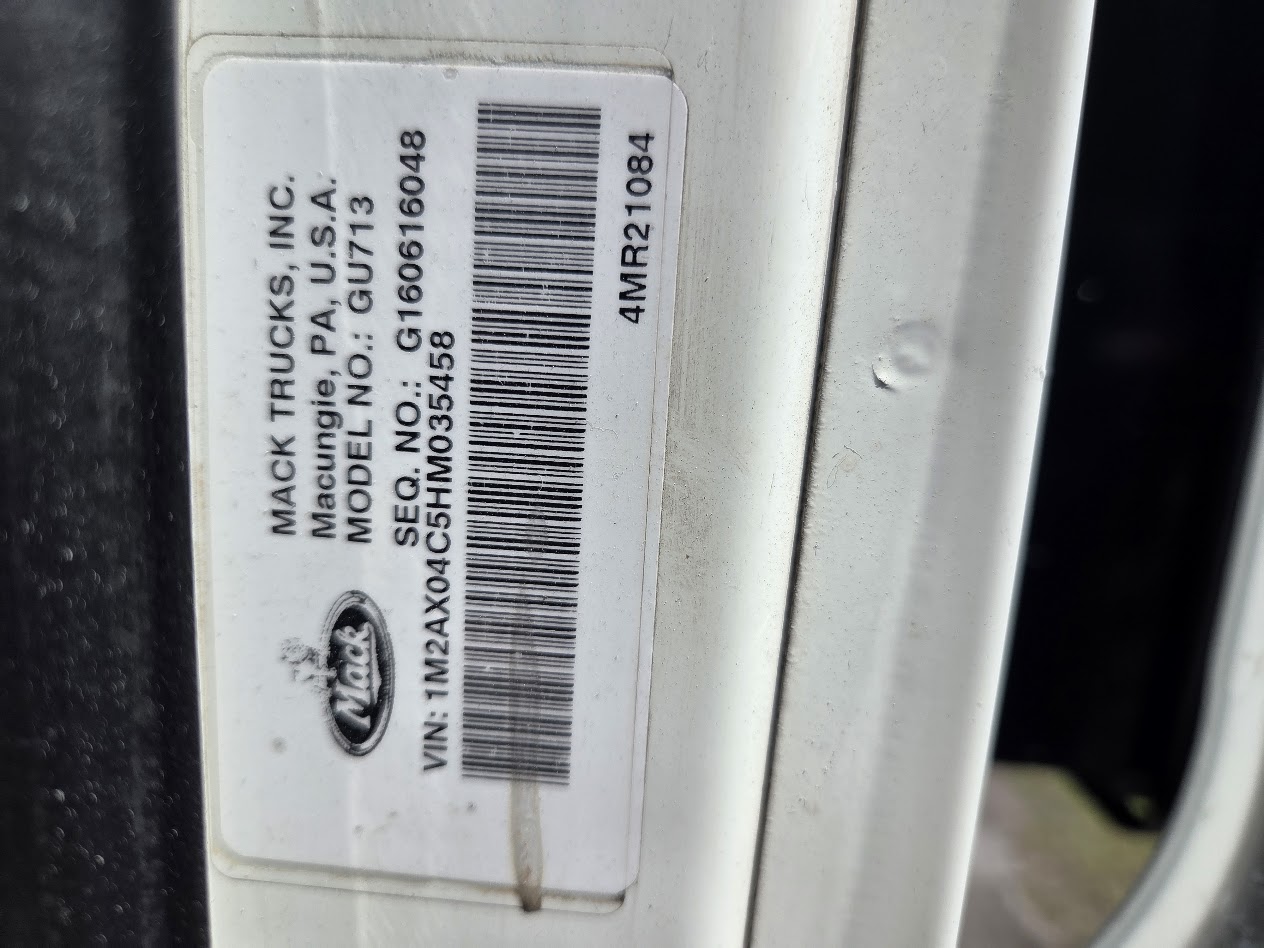 MACK TRUCKS, INC.
Macungie, PA, U.S.A.
MODEL NO.: GU713
Mack
SEQ. NO.: G160616048
VIN: 1M2AX04C5HM035458
4MR21084